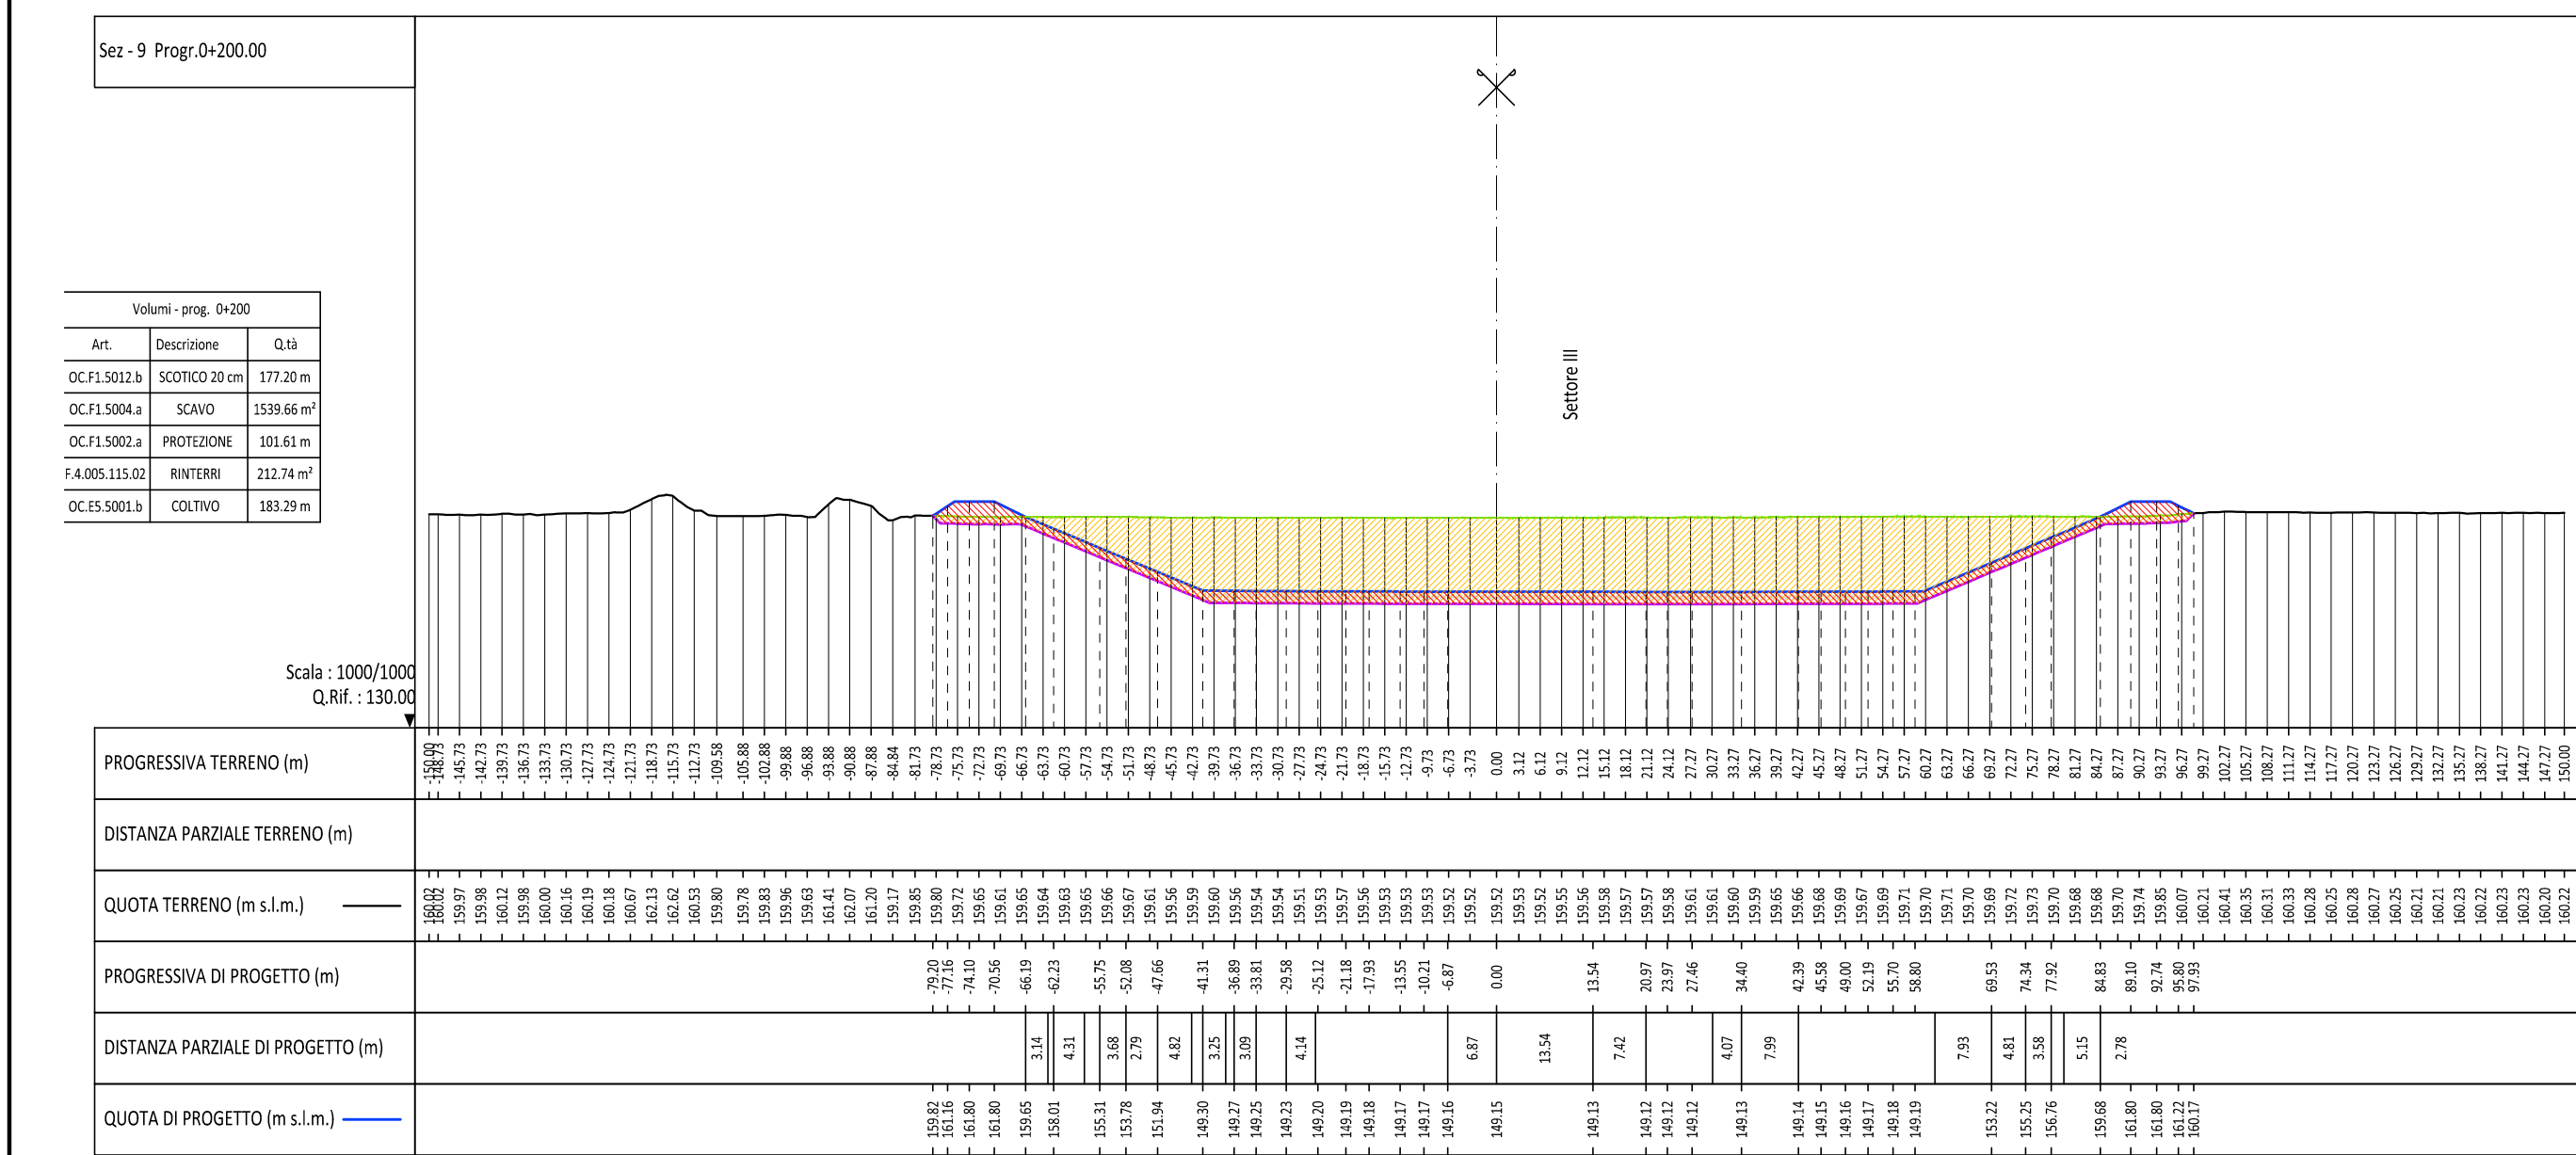 Sez - 9 Progr.0+200.00
Settore III
Volumi - prog. 0+200
Art. Descrizione Q.tà
OC.F1.5012.b SCOTICO 20 cm 177.20 m
OC.F1.5004.a SCAVO 1539.66 m²
OC.F1.5002.a PROTEZIONE 101.61 m
F.4.005.115.02 RINTERRI 212.74 m²
OC.E5.5001.b COLTIVO 183.29 m
Scala : 1000/1000
Q.Rif. : 130.00
PROGRESSIVA TERRENO (m) -150.00 -148.73 -145.73 -142.73 -139.73 -136.73 -133.73 -130.73 -127.73 -124.73 -121.73 -118.73 -115.73 -112.73 -109.58 -105.88 -102.88 -99.88 -96.88 -93.88 -90.88 -87.88 -84.84 -81.73 -78.73 -75.73 -72.73 -69.73 -66.73 -63.73 -60.73 -57.73 -54.73 -51.73 -48.73 -45.73 -42.73 -39.73 -36.73 -33.73 -30.73 -27.73 -24.73 -21.73 -18.73 -15.73 -12.73 -9.73 -6.73 -3.73 0.00 3.12 6.12 9.12 12.12 15.12 18.12 21.12 24.12 27.27 30.27 33.27 36.27 39.27 42.27 45.27 48.27 51.27 54.27 57.27 60.27 63.27 66.27 69.27 72.27 75.27 78.27 81.27 84.27 87.27 90.27 93.27 96.27 99.27 102.27 105.27 108.27 111.27 114.27 117.27 120.27 123.27 126.27 129.27 132.27 135.27 138.27 141.27 144.27 147.27 150.00
DISTANZA PARZIALE TERRENO (m)
QUOTA TERRENO (m s.l.m.) 160.02 160.02 159.97 159.98 160.12 159.98 160.00 160.16 160.19 160.18 160.67 162.13 162.62 160.53 159.80 159.78 159.83 159.96 159.63 161.41 162.07 161.20 159.17 159.85 159.80 159.72 159.65 159.61 159.65 159.64 159.63 159.65 159.66 159.67 159.61 159.56 159.59 159.60 159.56 159.54 159.54 159.51 159.53 159.57 159.56 159.53 159.53 159.53 159.52 159.52 159.52 159.53 159.52 159.55 159.56 159.58 159.57 159.57 159.58 159.61 159.61 159.60 159.59 159.65 159.66 159.68 159.69 159.67 159.69 159.71 159.70 159.71 159.70 159.69 159.72 159.73 159.70 159.68 159.68 159.70 159.74 159.85 160.07 160.21 160.41 160.35 160.31 160.33 160.28 160.25 160.28 160.27 160.25 160.21 160.21 160.23 160.22 160.23 160.23 160.20 160.22
PROGRESSIVA DI PROGETTO (m) -79.20 -77.16 -74.10 -70.56 -66.19 -62.23 -55.75 -52.08 -47.66 -41.31 -36.89 -33.81 -29.58 -25.12 -21.18 -17.93 -13.55 -10.21 -6.87 0.00 13.54 20.97 23.97 27.46 34.40 42.39 45.58 49.00 52.19 55.70 58.80 69.53 74.34 77.92 84.83 89.10 92.74 95.80 97.93
DISTANZA PARZIALE DI PROGETTO (m) 3.14 4.31 3.68 2.79 4.82 3.25 3.09 4.14 6.87 13.54 7.42 4.07 7.99 7.93 4.81 3.58 5.15 2.78
QUOTA DI PROGETTO (m s.l.m.) 159.82 161.16 161.80 161.80 159.65 158.01 155.31 153.78 151.94 149.30 149.27 149.25 149.23 149.20 149.19 149.18 149.17 149.17 149.16 149.15 149.13 149.12 149.12 149.12 149.13 149.14 149.15 149.16 149.17 149.18 149.19 153.22 155.25 156.76 159.68 161.80 161.80 161.22 160.17